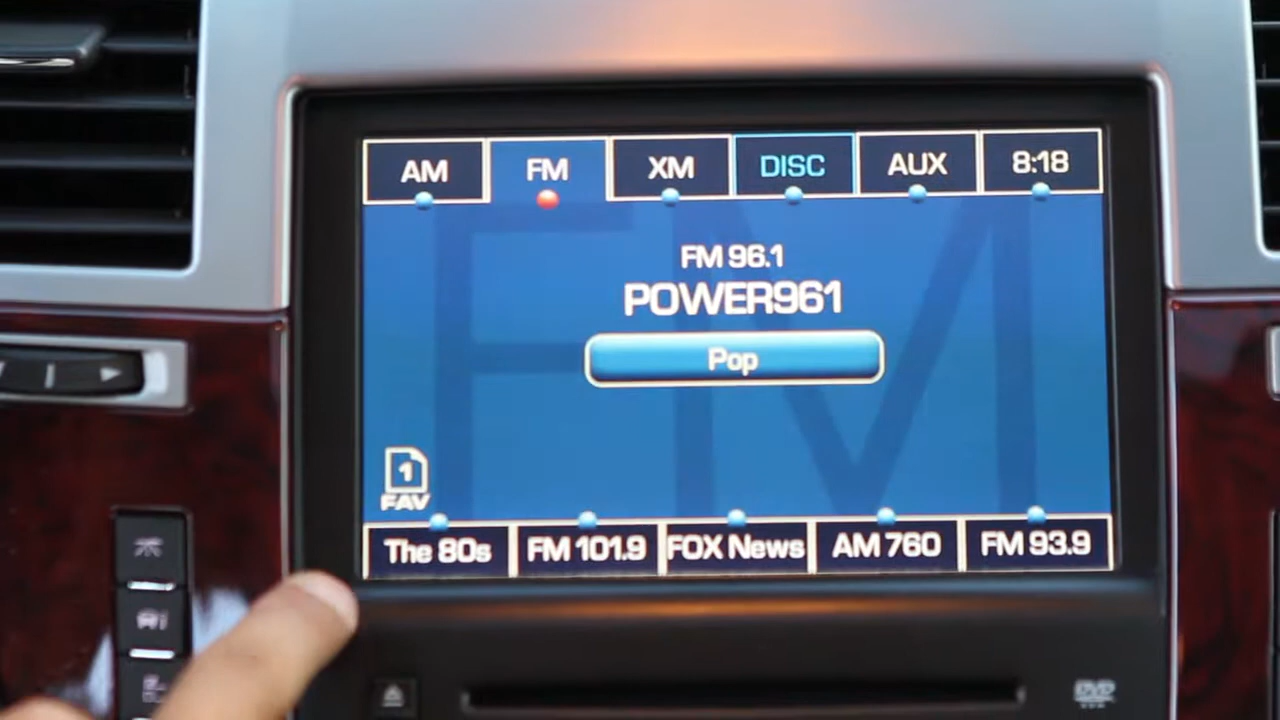 AM FM XM DISC AUX 8:18
FM 96.1
POWER961
Pop
1
FAV
The 80s FM 101.9 FOX News AM 760 FM 93.9
DVD